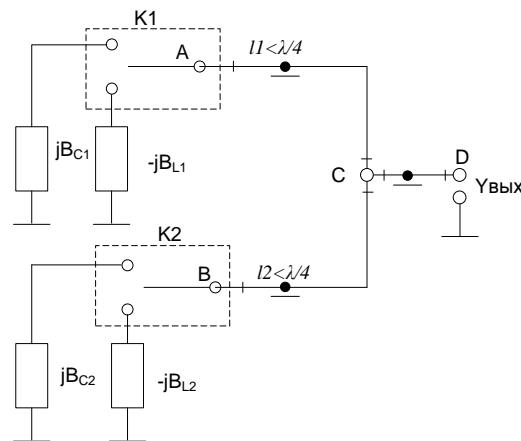 K1
A
l1<λ/4
jBC1
-jBL1
C
D
Yвых
K2
B
l2<λ/4
jBC2
-jBL2